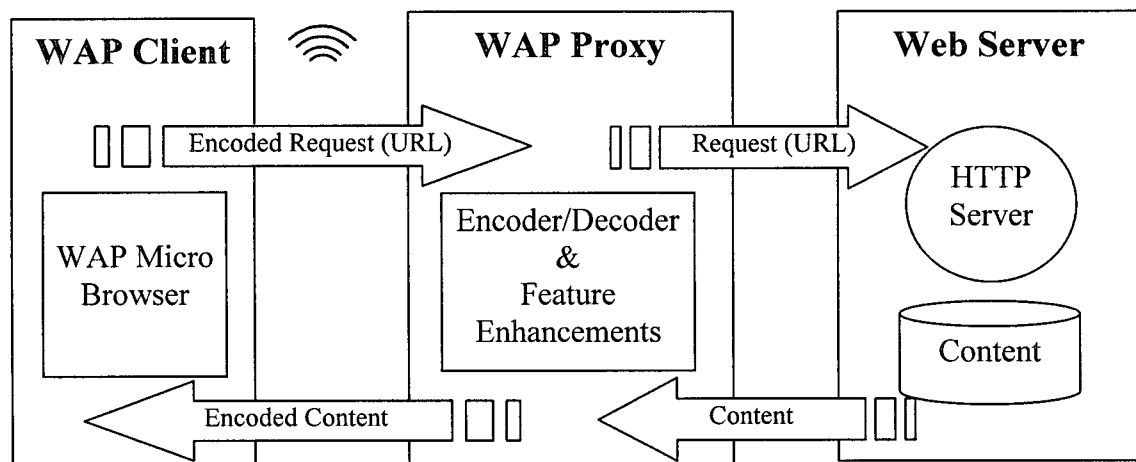 WAP Client
WAP Proxy
Web Server
Encoded Request (URL)
Request (URL)
HTTP
Server
WAP Micro
Browser
Encoder/Decoder
&
Feature
Enhancements
Content
Encoded Content
Content